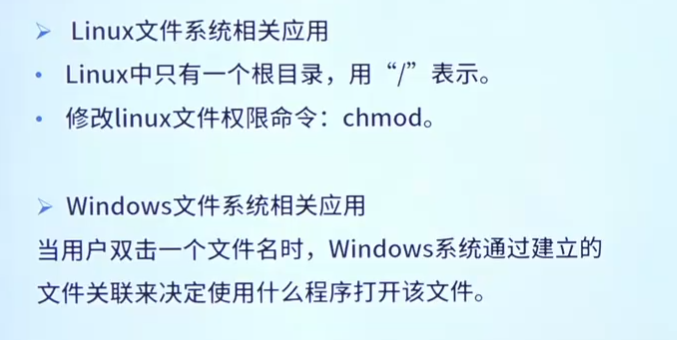 ➢ Linux文件系统相关应用
• Linux中只有一个根目录，用“/”表示。
• 修改linux文件权限命令：chmod。
➢ Windows文件系统相关应用
当用户双击一个文件名时，Windows系统通过建立的
文件关联来决定使用什么程序打开该文件。